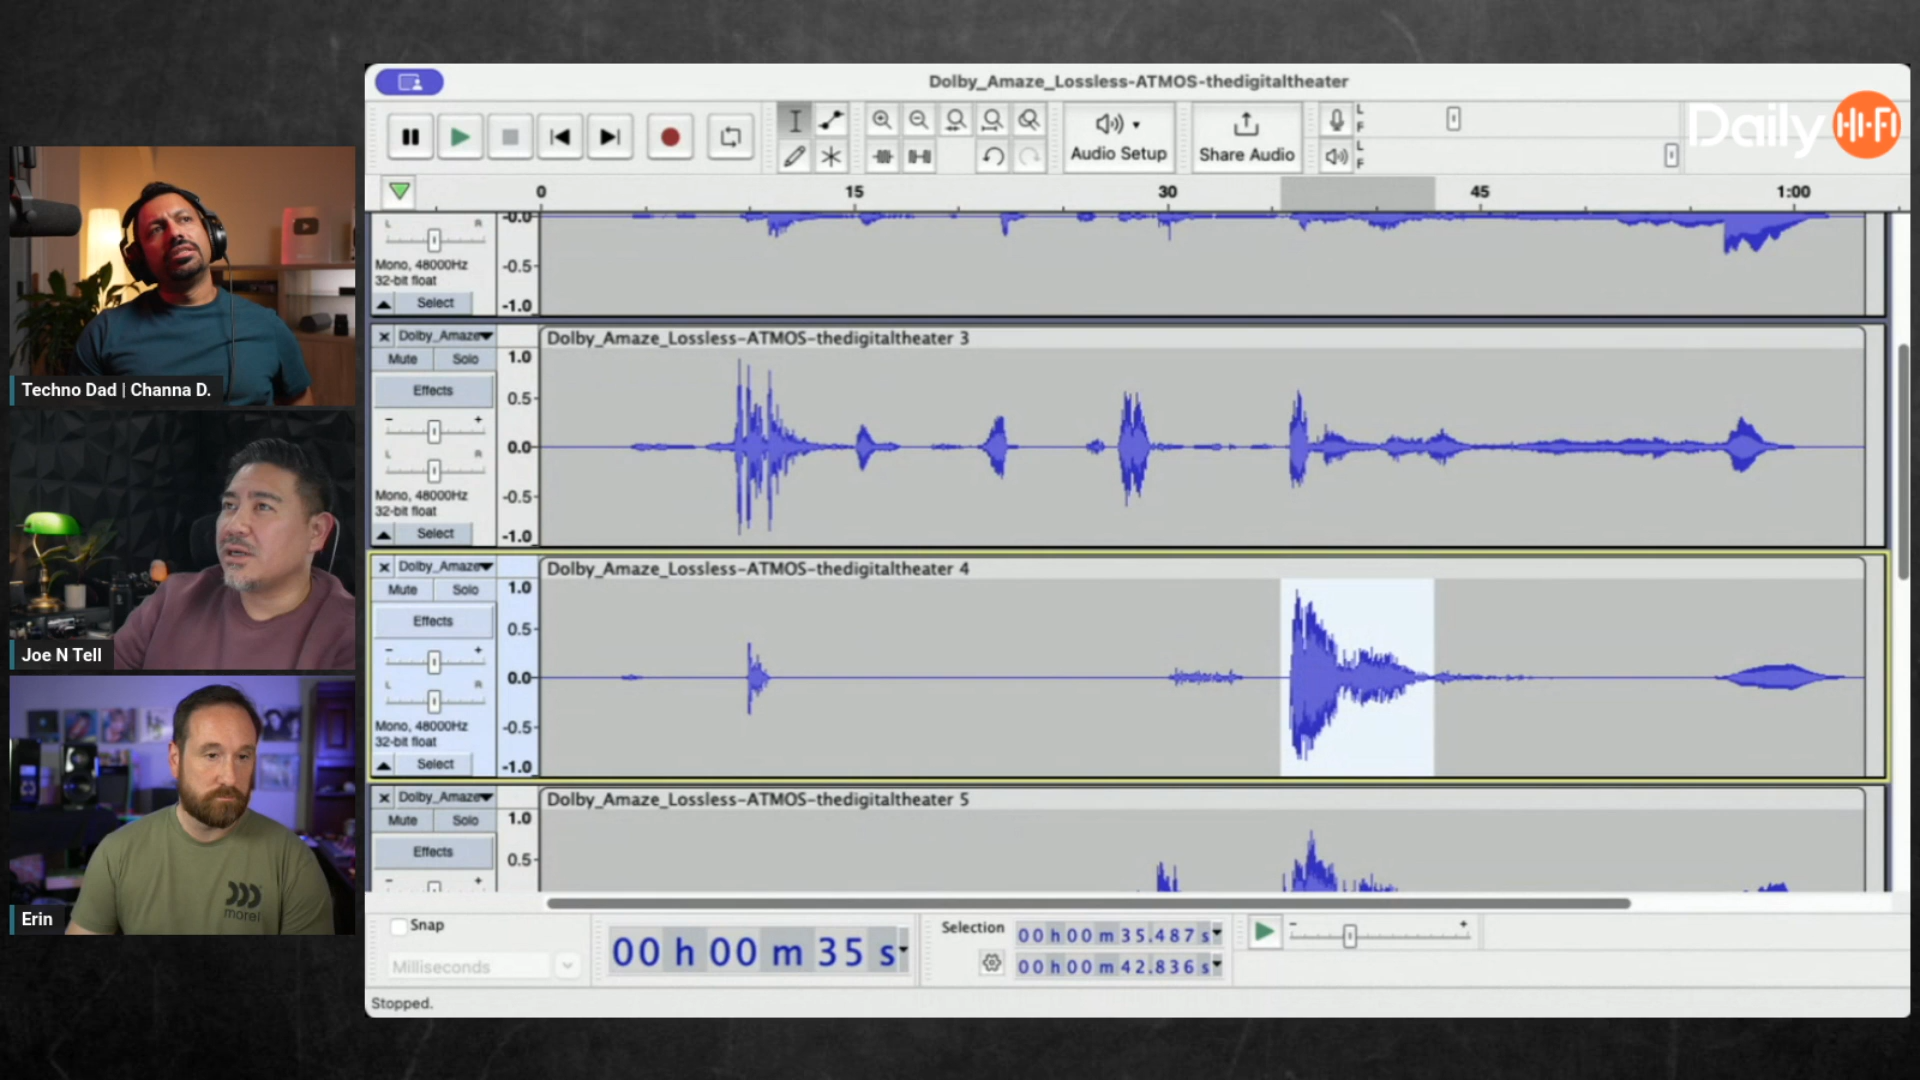 Dolby_Amaze_Lossless-ATMOS-thedigitaltheater
Daily HI-FI
Audio Setup
Share Audio
L
F
L
F
0 15 30 45 1:00
L R
Mono, 48000Hz
32-bit float
Select
-0.0
-0.5
-1.0
Dolby_Amaze
Dolby_Amaze_Lossless-ATMOS-thedigitaltheater 3
Mute Solo
Effects
- +
L R
Mono, 48000Hz
32-bit float
Select
1.0
0.5
0.0
-0.5
-1.0
Dolby_Amaze
Dolby_Amaze_Lossless-ATMOS-thedigitaltheater 4
Mute Solo
Effects
- +
L R
Mono, 48000Hz
32-bit float
Select
1.0
0.5
0.0
-0.5
-1.0
Dolby_Amaze
Dolby_Amaze_Lossless-ATMOS-thedigitaltheater 5
Mute Solo
Effects
- +
1.0
0.5
Snap
Milliseconds
00 h 00 m 35 s
Selection
00 h 00 m 35.487 s
00 h 00 m 42.836 s
- +
Stopped.
Techno Dad | Channa D.
Joe N Tell
morel
Erin